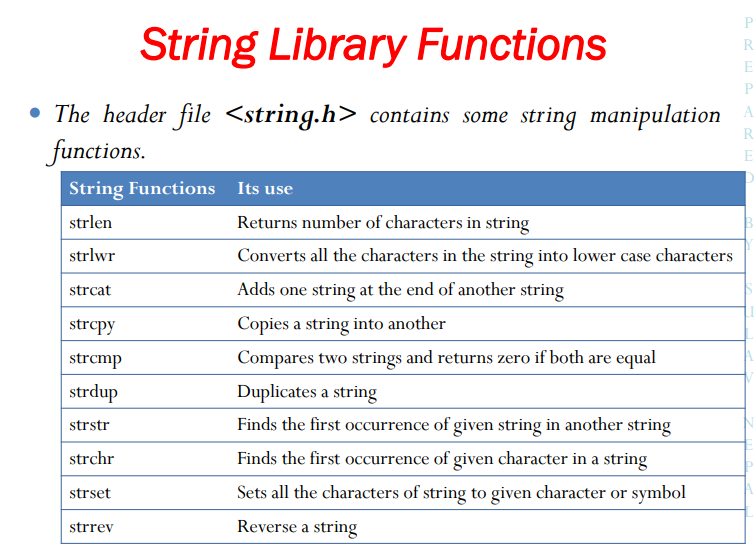 String Library Functions
• The header file <string.h> contains some string manipulation
functions.
String Functions Its use
strlen Returns number of characters in string
strlwr Converts all the characters in the string into lower case characters
strcat Adds one string at the end of another string
strcpy Copies a string into another
strcmp Compares two strings and returns zero if both are equal
strdup Duplicates a string
strstr Finds the first occurrence of given string in another string
strchr Finds the first occurrence of given character in a string
strset Sets all the characters of string to given character or symbol
strrev Reverse a string
PREPARED BY SULAV NEPAL